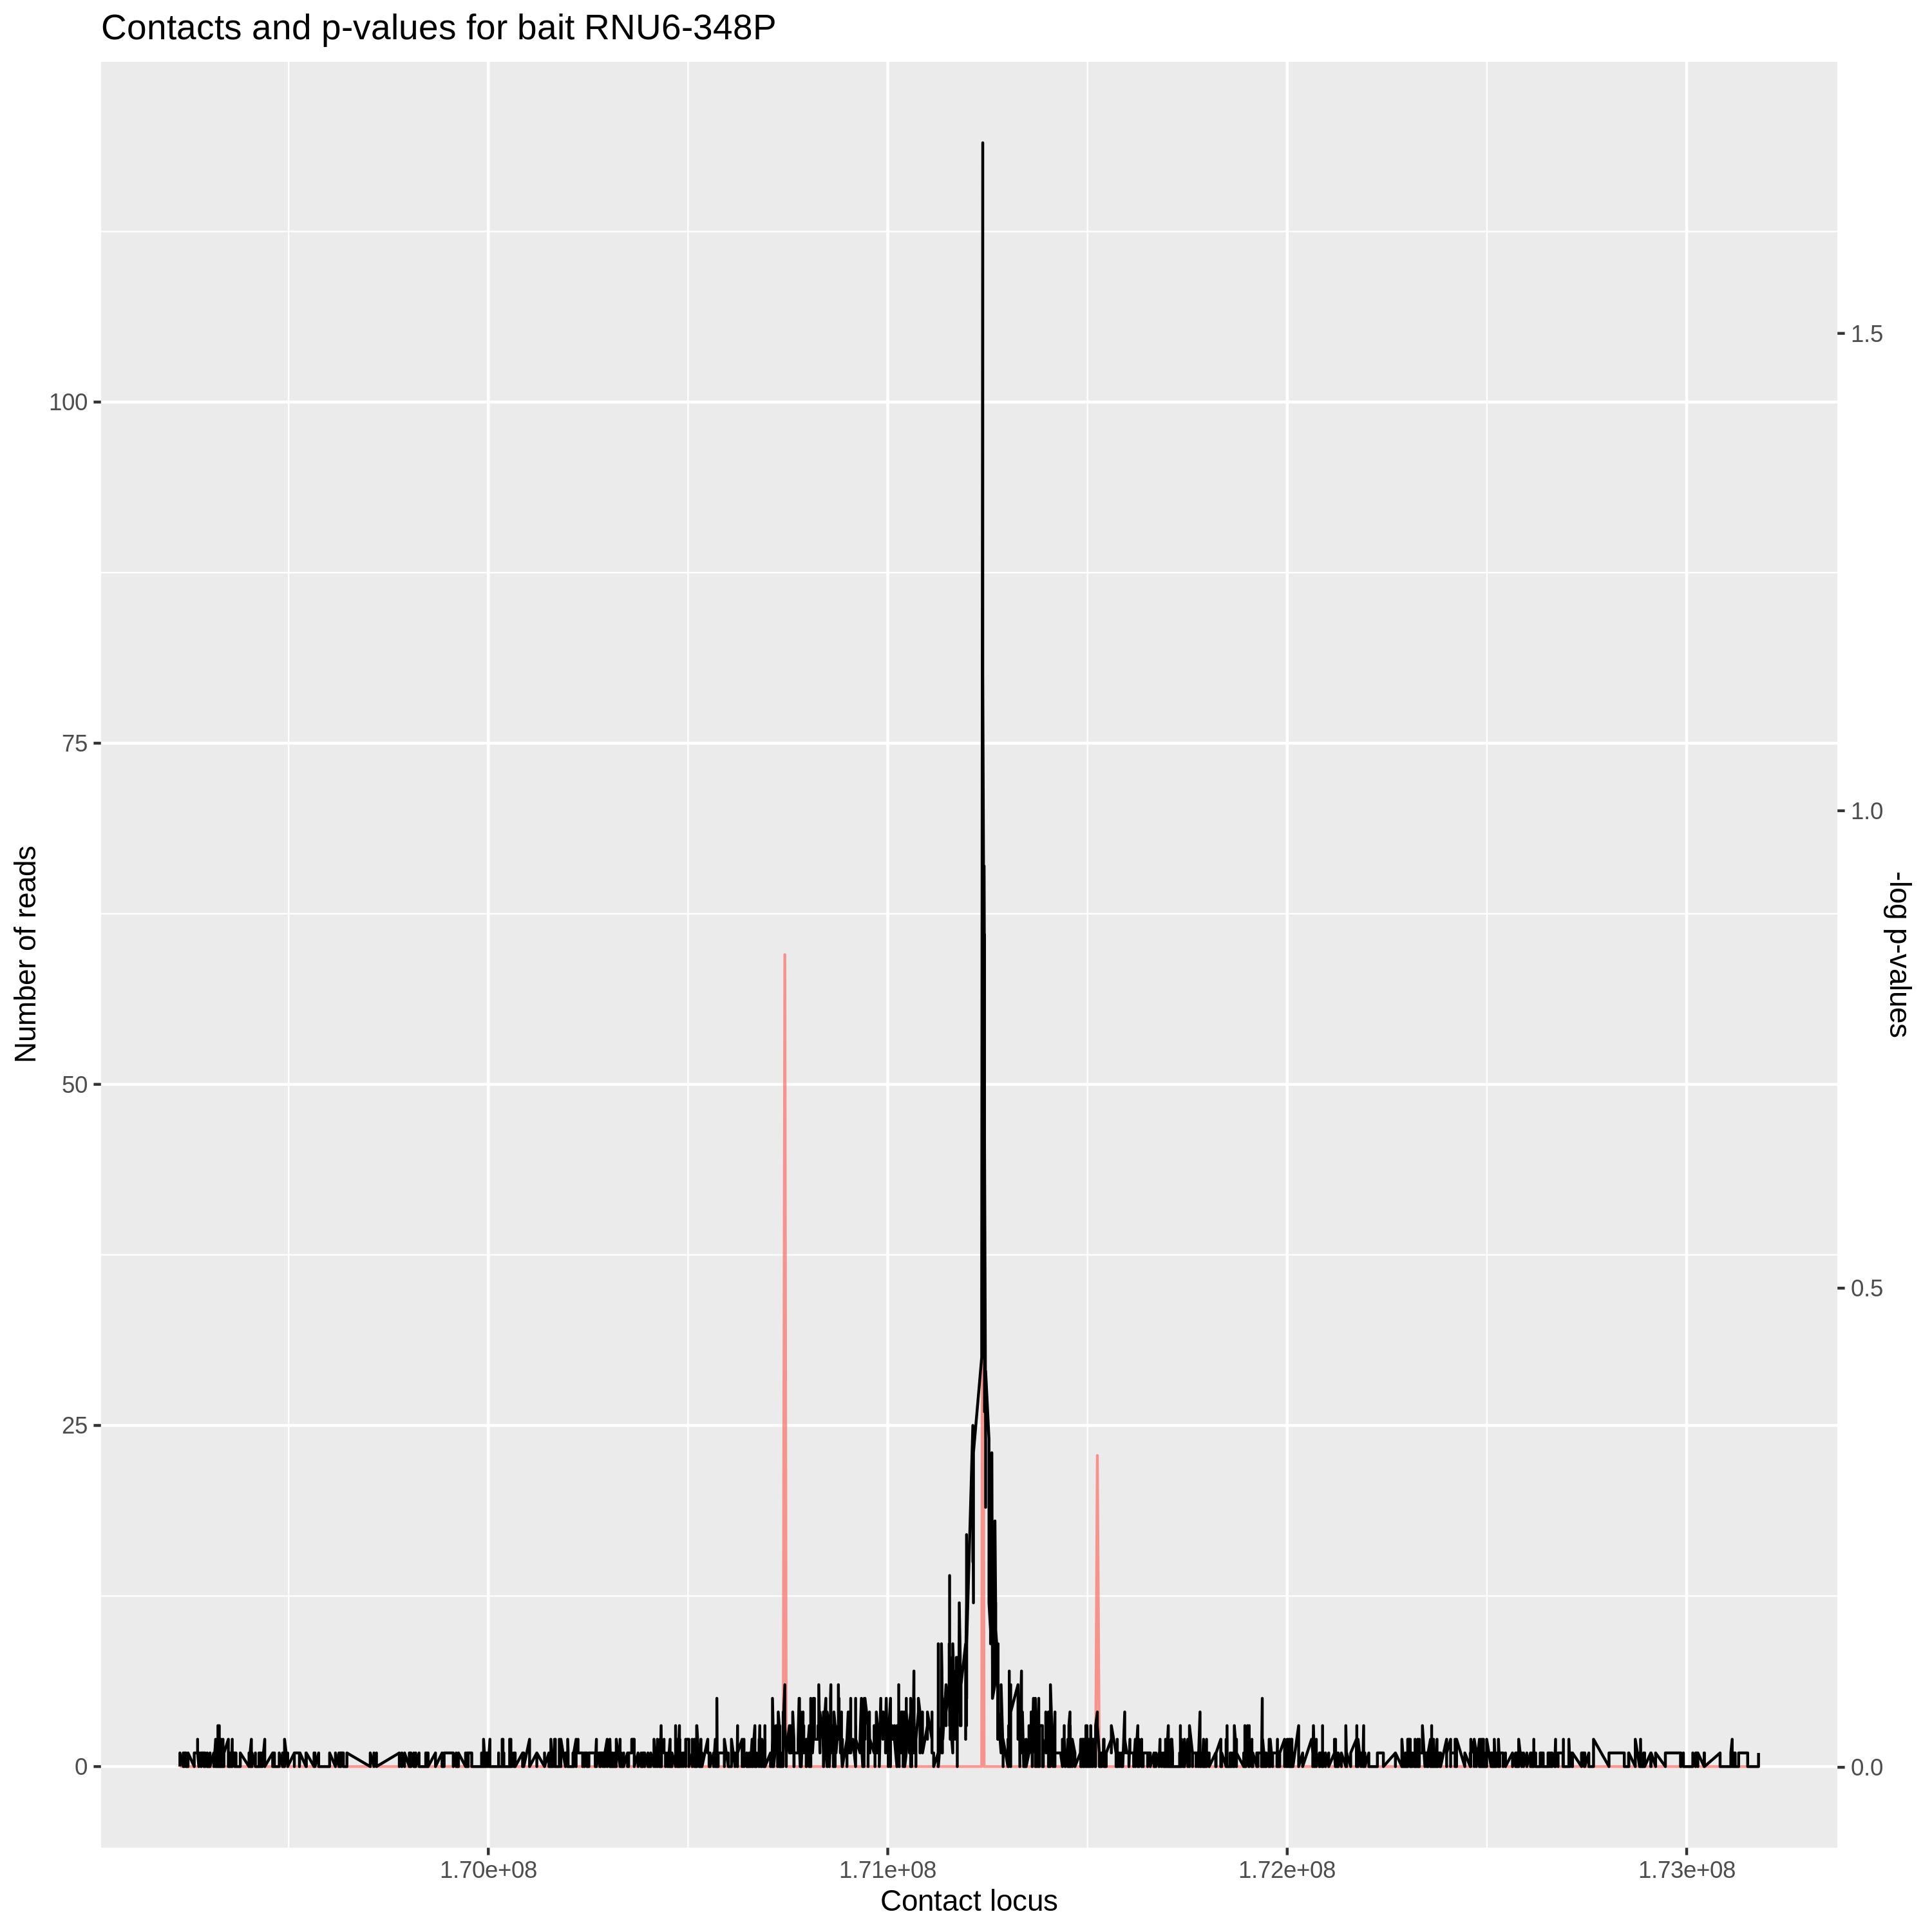 Contacts and p-values for bait RNU6-348P
Number of reads
100
75
50
25
0
1.5
1.0
0.5
0.0
-log p-values
1.70e+08
1.71e+08
1.72e+08
1.73e+08
Contact locus